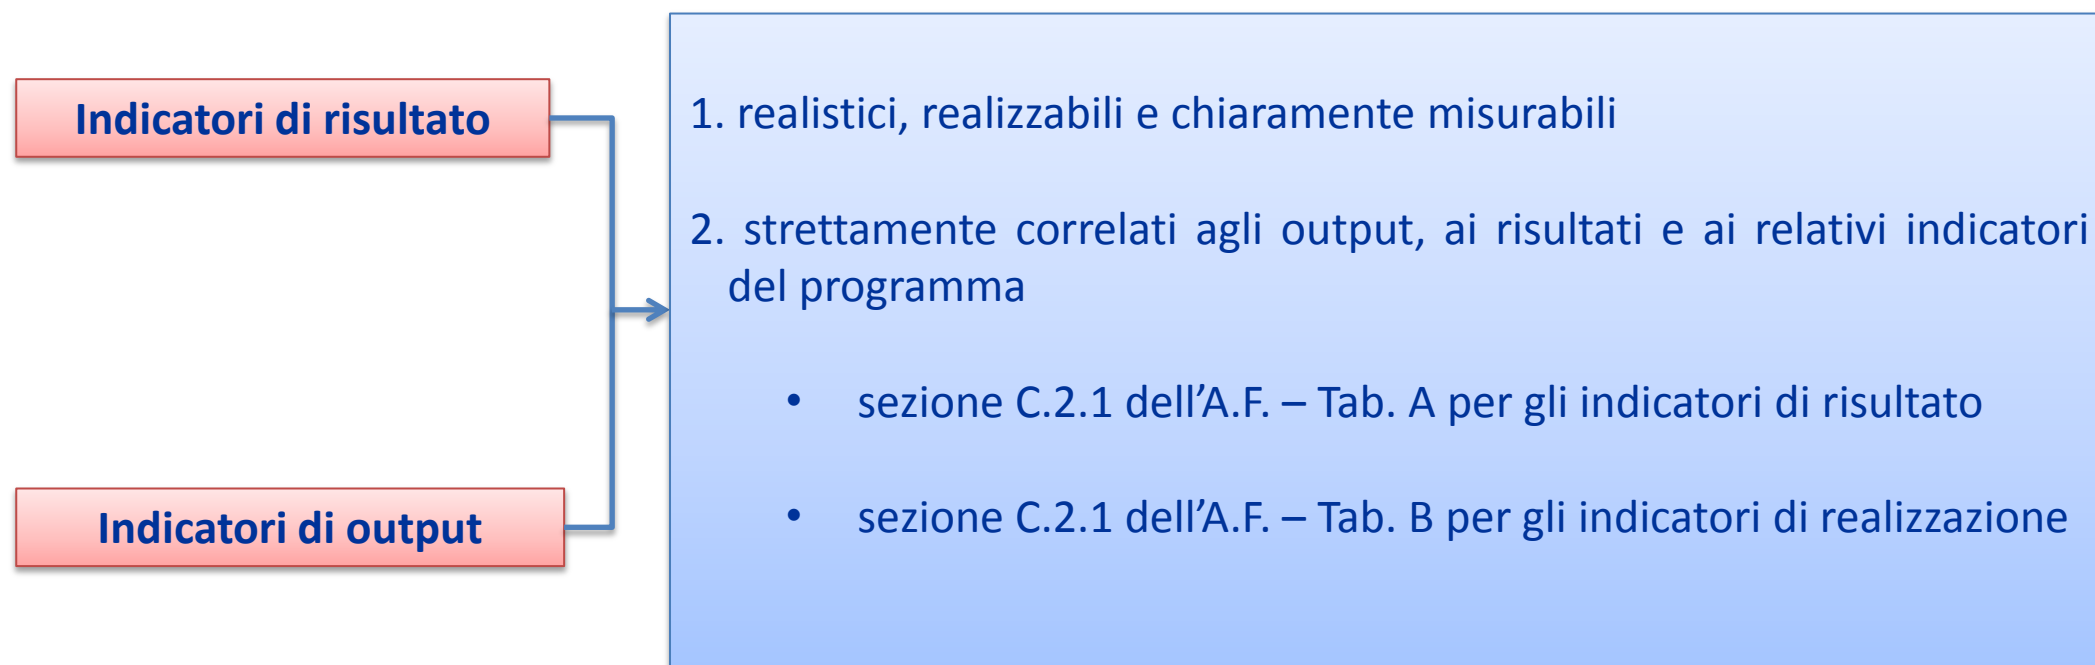 Indicatori di risultato
Indicatori di output
1. realistici, realizzabili e chiaramente misurabili
2. strettamente correlati agli output, ai risultati e ai relativi indicatori
del programma
• sezione C.2.1 dell’A.F. – Tab. A per gli indicatori di risultato
• sezione C.2.1 dell’A.F. – Tab. B per gli indicatori di realizzazione